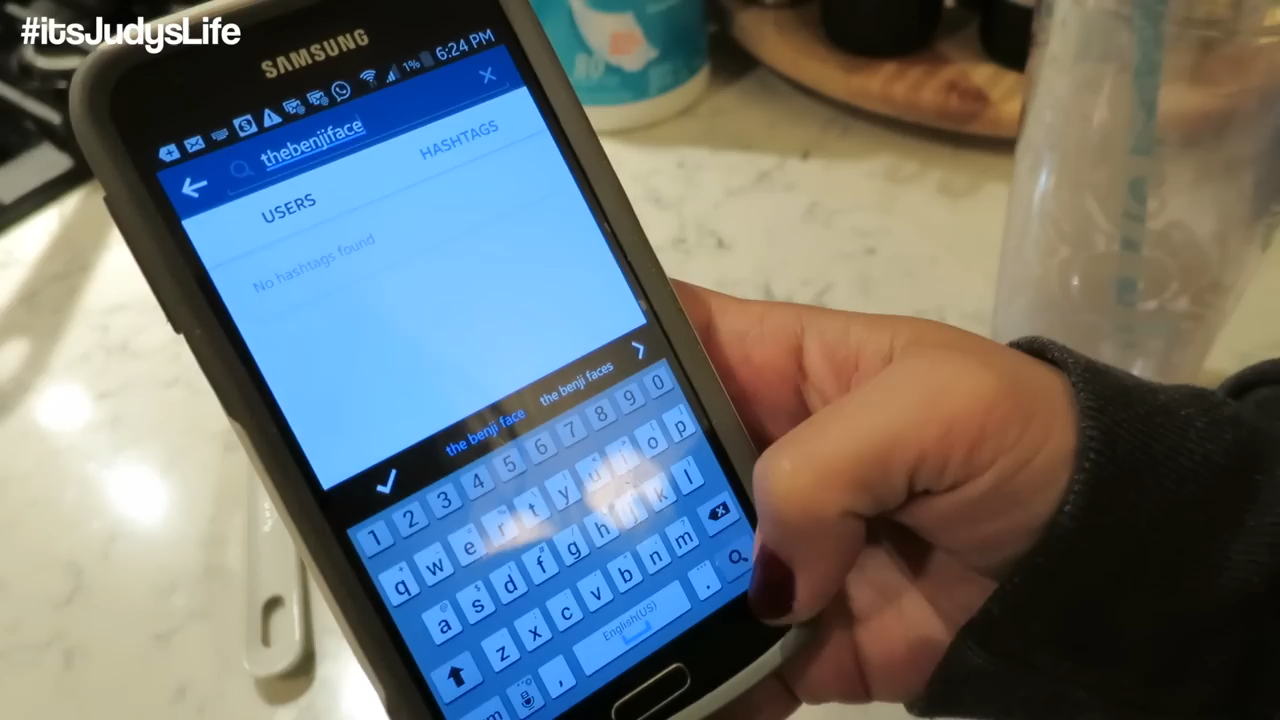 #itsJudysLife
SAMSUNG
1% 6:24 PM
thebenjiface
USERS HASHTAGS
No hashtags found
the benji face the benji faces
1 2 3 4 5 6 7 8 9 0
q w e r t y u i o p
a s d f g h j k l
z x c v b n m
, English(US) .